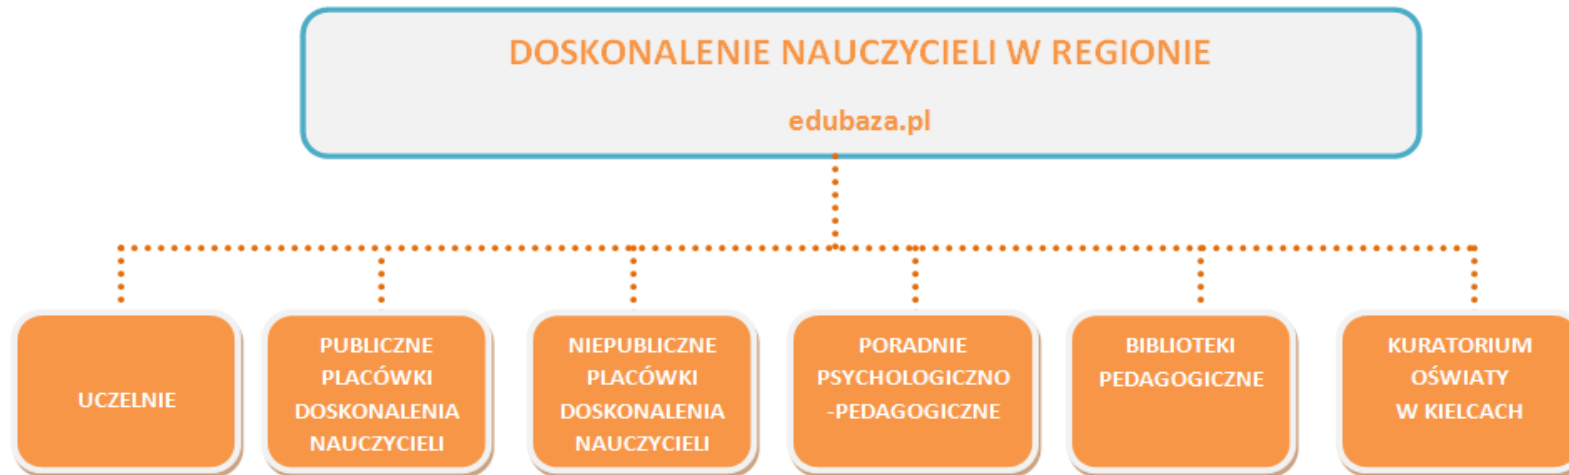 DOSKONALENIE NAUCZYCIELI W REGIONIE
edubaza.pl
UCZELNIE
PUBLICZNE
PLACÓWKI
DOSKONALENIA
NAUCZYCIELI
NIEPUBLICZNE
PLACÓWKI
DOSKONALENIA
NAUCZYCIELI
PORADNIE
PSYCHOLOGICZNO
-PEDAGOGICZNE
BIBLIOTEKI
PEDAGOGICZNE
KURATORIUM
OŚWIATY
W KIELCACH